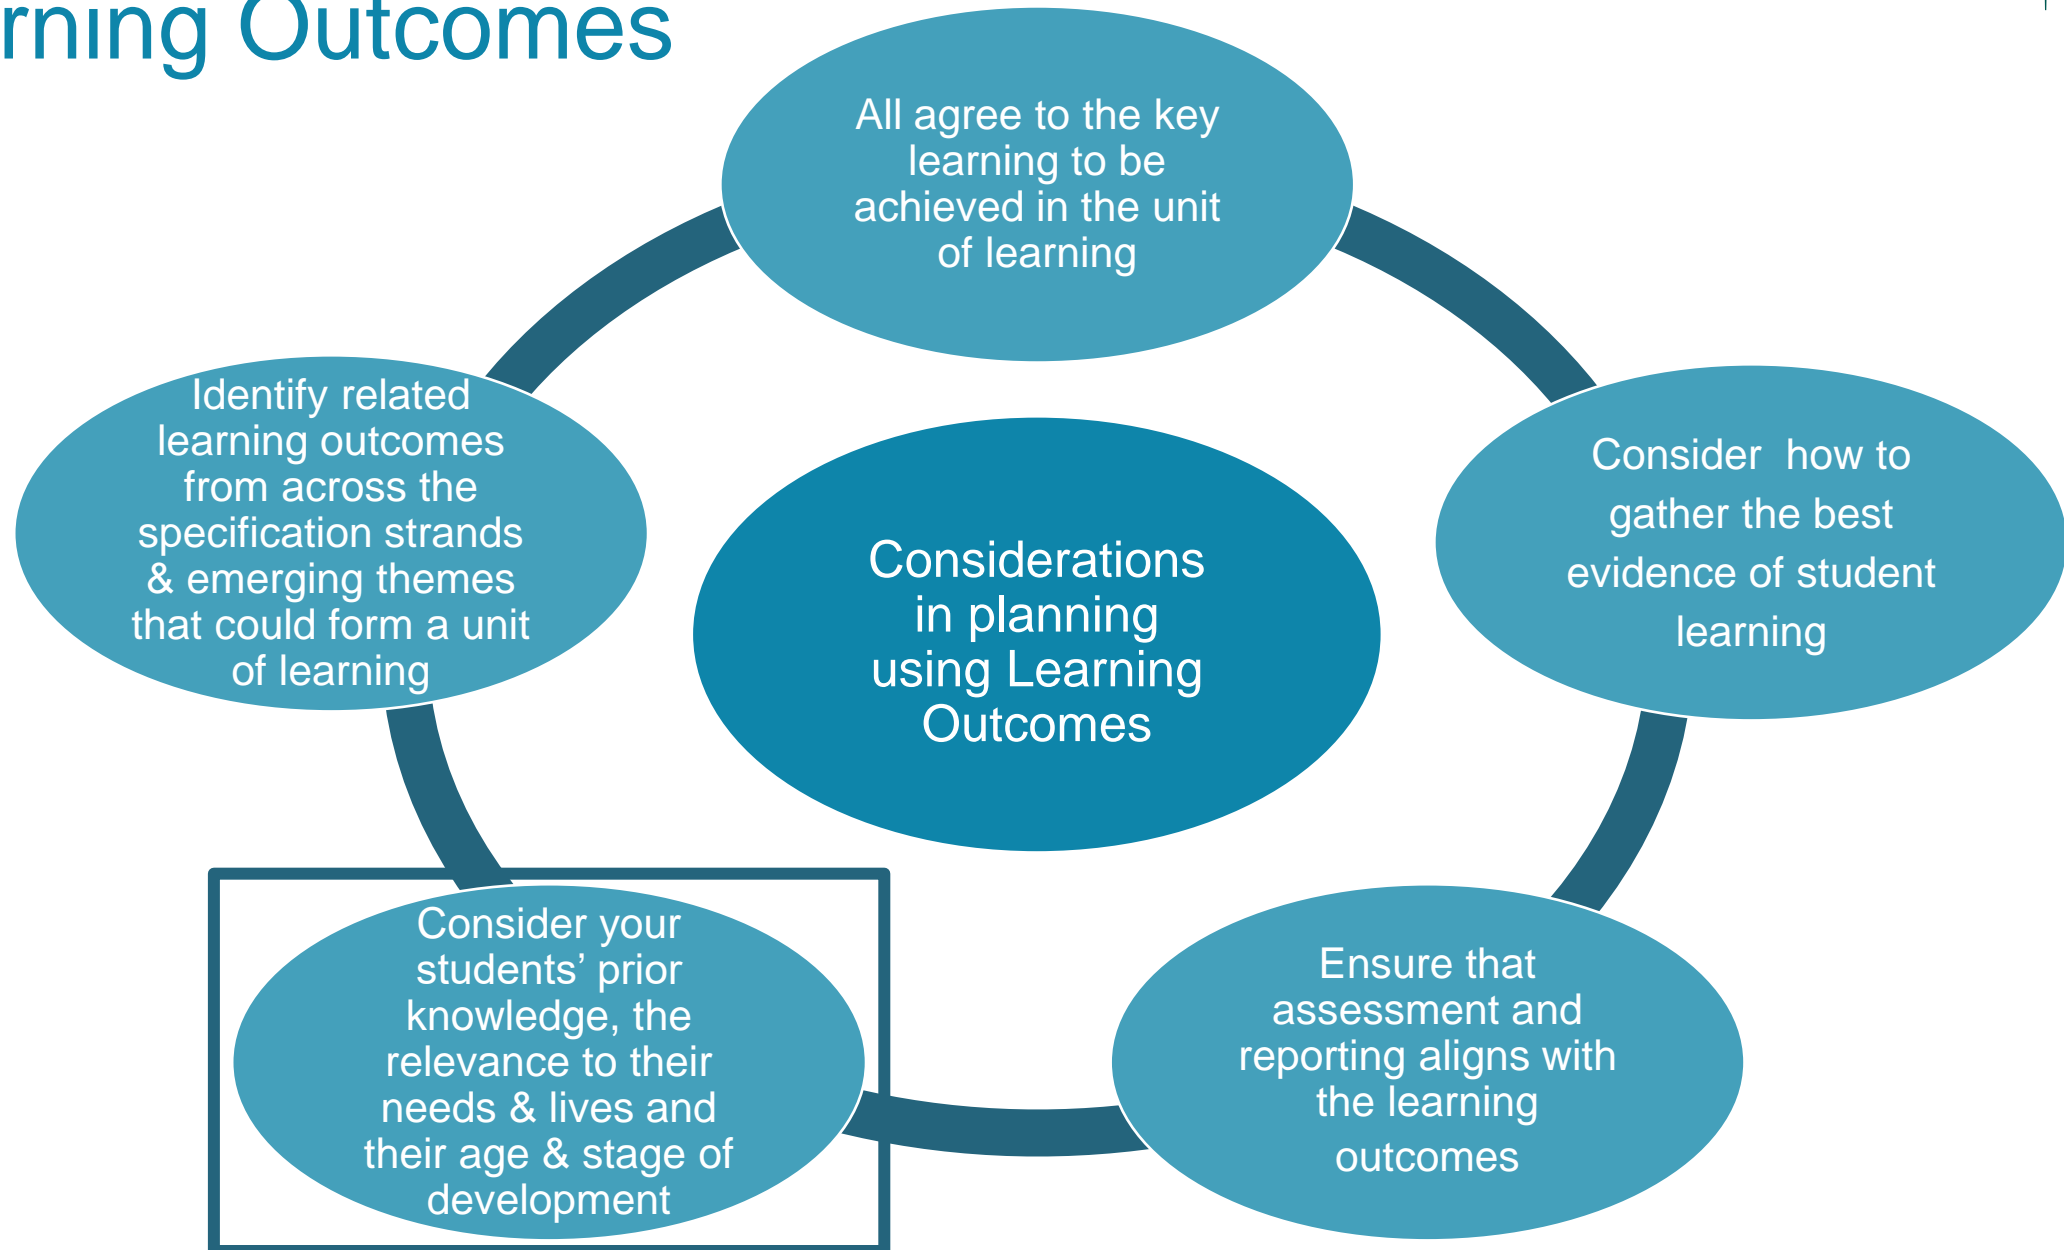 rning Outcomes
All agree to the key
learning to be
achieved in the unit
of learning
Identify related
learning outcomes
from across the
specification strands
& emerging themes
that could form a unit
of learning
Consider  how to
gather the best
evidence of student
learning
Considerations
in planning
using Learning
Outcomes
Consider your
students’ prior
knowledge, the
relevance to their
needs & lives and
their age & stage of
development
Ensure that
assessment and
reporting aligns with
the learning
outcomes